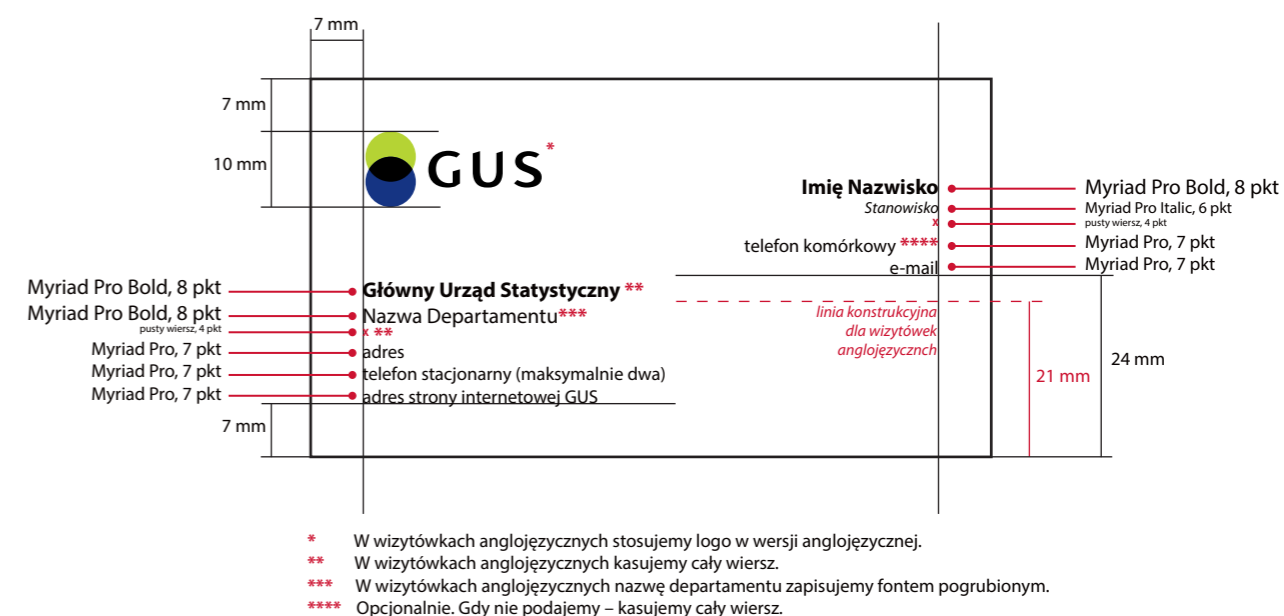 7 mm
7 mm
10 mm
GUS*
Imię Nazwisko
Myriad Pro Bold, 8 pkt
Stanowisko
Myriad Pro Italic, 6 pkt
x
pusty wiersz, 4 pkt
telefon komórkowy ****
Myriad Pro, 7 pkt
e-mail
Myriad Pro, 7 pkt
Myriad Pro Bold, 8 pkt
Główny Urząd Statystyczny **
Myriad Pro Bold, 8 pkt
Nazwa Departamentu***
pusty wiersz, 4 pkt
x **
Myriad Pro, 7 pkt
adres
Myriad Pro, 7 pkt
telefon stacjonarny (maksymalnie dwa)
Myriad Pro, 7 pkt
adres strony internetowej GUS
linia konstrukcyjna
dla wizytówek
anglojęzycznch
21 mm
24 mm
7 mm
* W wizytówkach anglojęzycznych stosujemy logo w wersji anglojęzycznej.
** W wizytówkach anglojęzycznych kasujemy cały wiersz.
*** W wizytówkach anglojęzycznych nazwę departamentu zapisujemy fontem pogrubionym.
**** Opcjonalnie. Gdy nie podajemy – kasujemy cały wiersz.